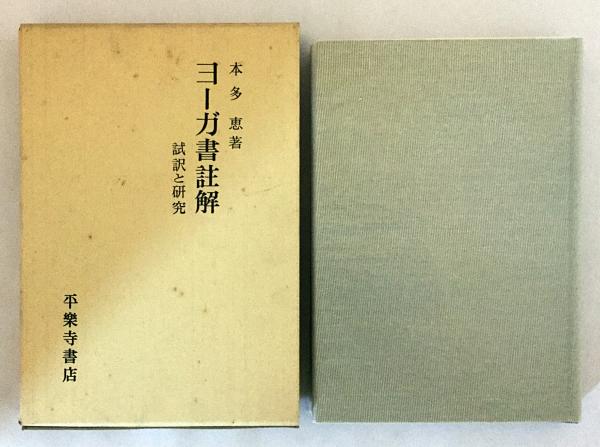 本多 恵著
ヨーガ書註解
試訳と研究
平樂寺書店